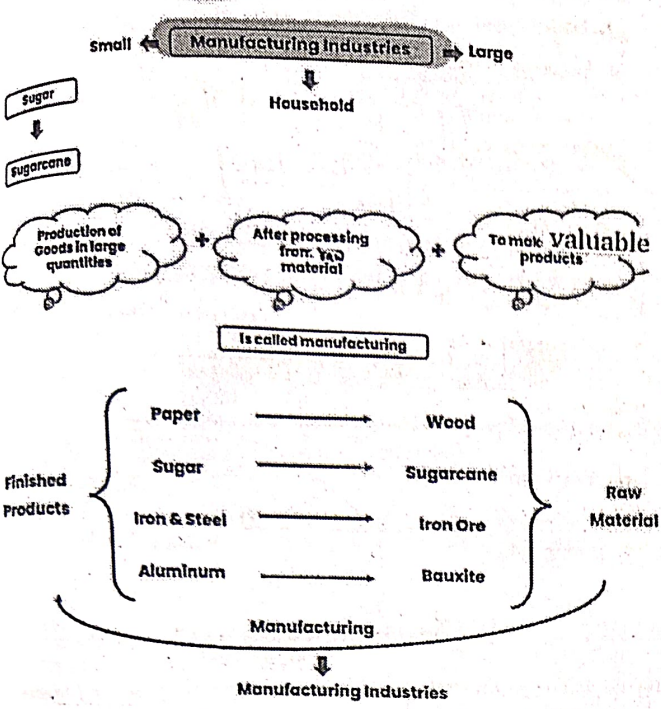 Small Manufacturing Industries Large
Household
Sugar
Sugarcane
Production of
Goods in large
quantities
+
After processing
from
material
+
To make valuable
products
Is called manufacturing
Finished
Products
Paper Wood
Sugar Sugarcane
Iron & Steel Iron Ore
Aluminum Bauxite
Raw
Material
Manufacturing
Manufacturing Industries